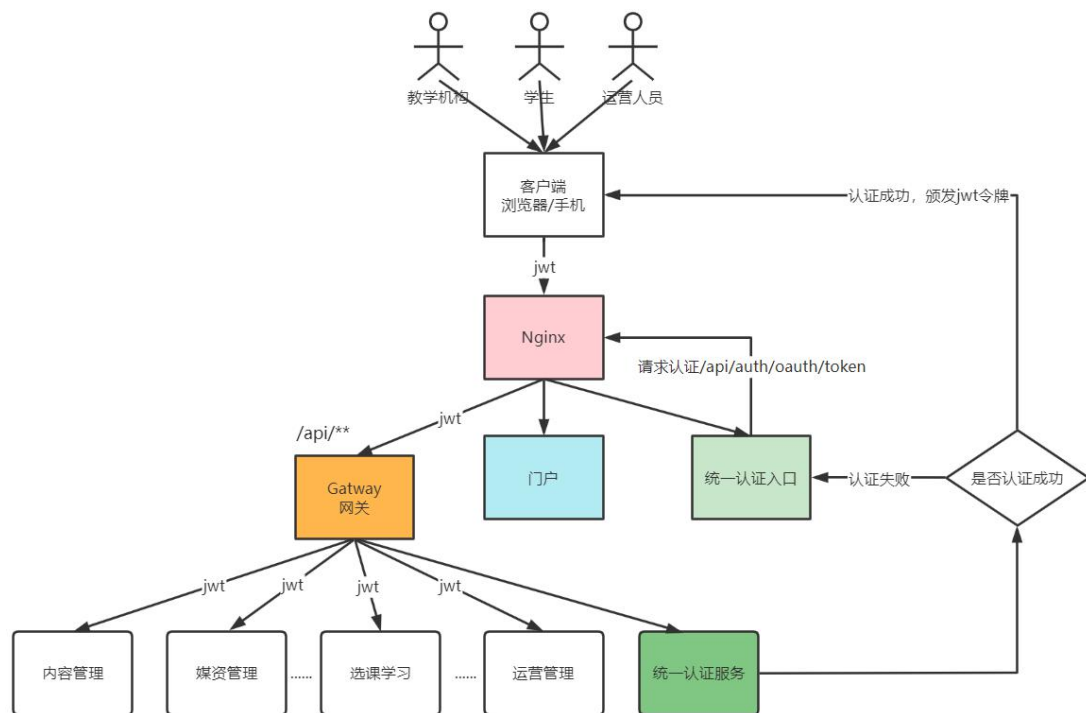 教学机构
学生
运营人员
客户端
浏览器/手机
认证成功，颁发jwt令牌
jwt
Nginx
请求认证/api/auth/oauth/token
jwt
/api/**
Gatway
网关
门户
统一认证入口
认证失败
是否认证成功
jwt
jwt
jwt
jwt
内容管理
媒资管理
......
选课学习
......
运营管理
统一认证服务